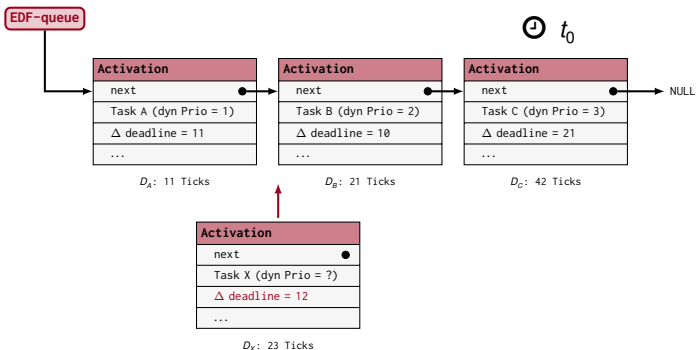 EDF-queue
t0
Activation
next
Task A (dyn Prio = 1)
Δ deadline = 11
...
DA: 11 Ticks
Activation
next
Task B (dyn Prio = 2)
Δ deadline = 10
...
DB: 21 Ticks
Activation
next
Task C (dyn Prio = 3)
Δ deadline = 21
...
DC: 42 Ticks
NULL
Activation
next
Task X (dyn Prio = ?)
Δ deadline = 12
...
DX: 23 Ticks